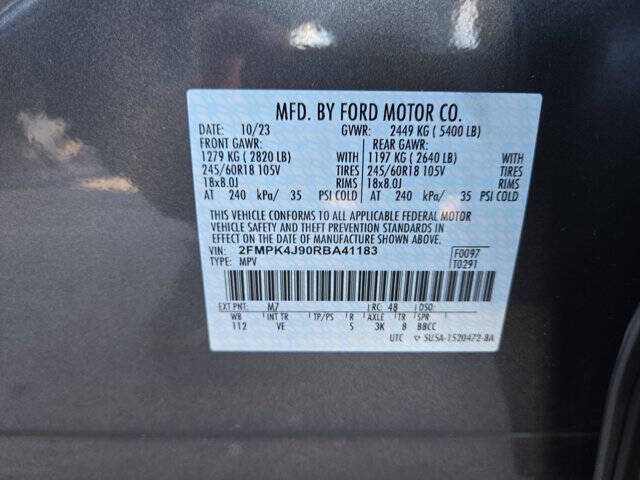 MFD. BY FORD MOTOR CO.
DATE: 10/23 GVWR: 2449 KG (5400 LB)
FRONT GAWR: REAR GAWR:
1279 KG (2820 LB) WITH 1197 KG (2640 LB) WITH
245/60R18 105V TIRES 245/60R18 105V TIRES
18x8.0J RIMS 18x8.0J RIMS
AT 240 kPa/ 35 PSI COLD AT 240 kPa/ 35 PSI COLD
THIS VEHICLE CONFORMS TO ALL APPLICABLE FEDERAL MOTOR
VEHICLE SAFETY AND THEFT PREVENTION STANDARDS IN
EFFECT ON THE DATE OF MANUFACTURE SHOWN ABOVE.
VIN: 2FMPK4J90RBA41183 F0097
TYPE: MPV T0291
EXT PNT: M7 RC: 48 DSO:
WB INT TR TP/PS R AXLE TR SPR
112 VE 5 3K 8 BBCC
UTC ▽ SU5A-1520472-BA